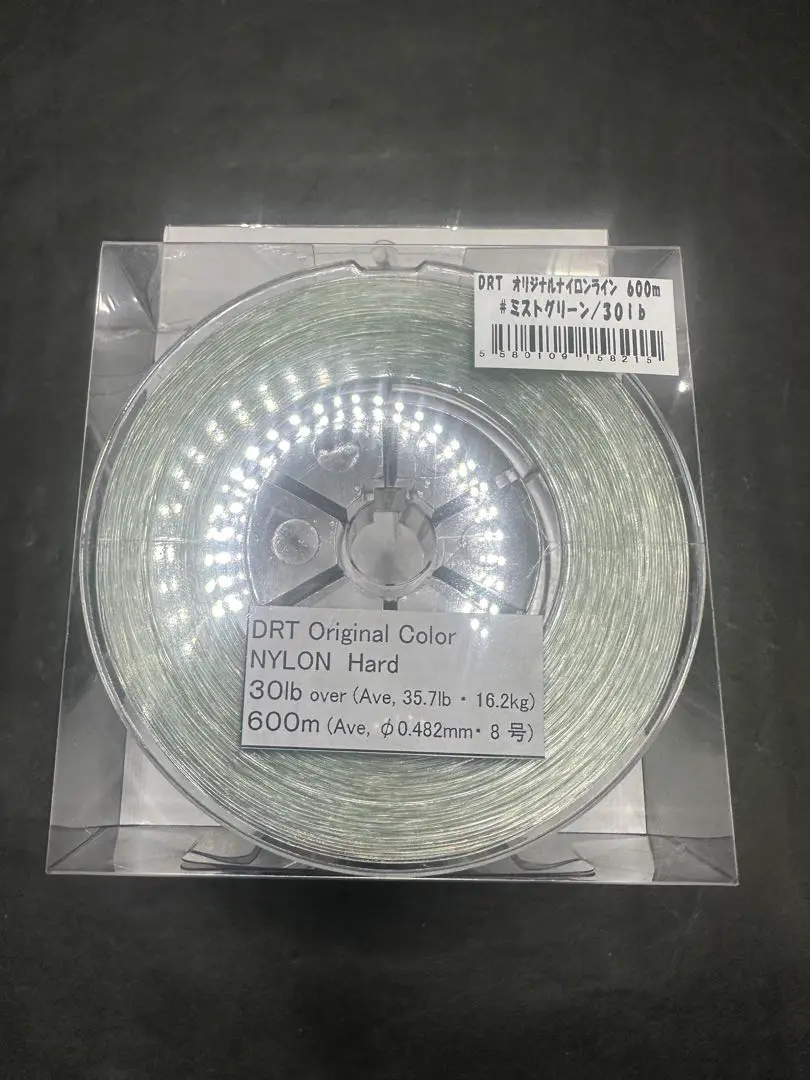 DRT オリジナルナイロンライン 600m
#ミストグリーン/30lb
5 580109 158215
DRT Original Color
NYLON Hard
30lb over (Ave, 35.7lb・16.2kg)
600m (Ave, φ0.482mm・8号)